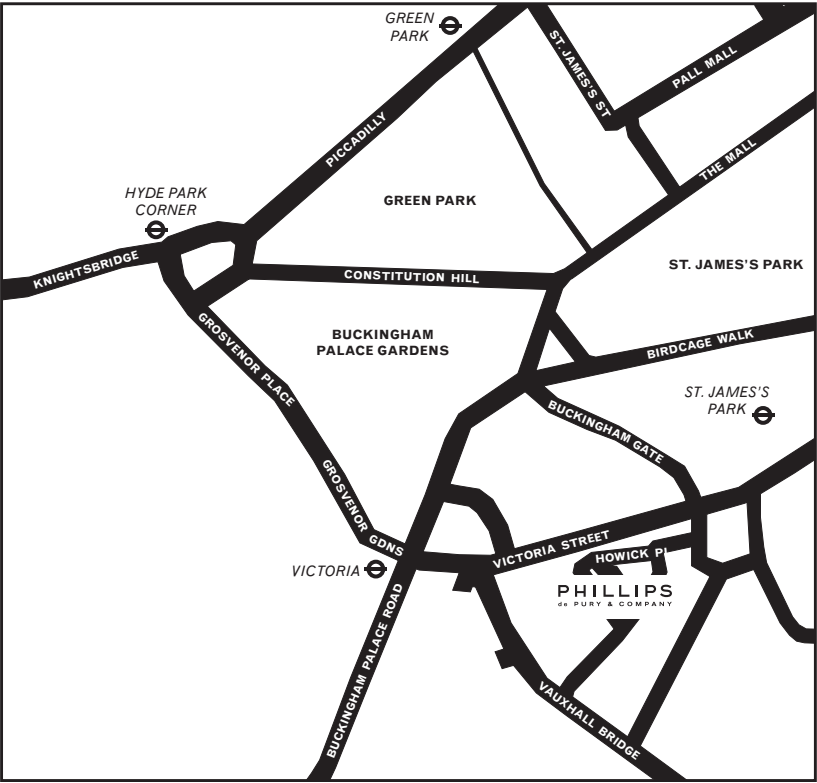 GREEN
PARK
ST. JAMES'S ST
PALL MALL
PICCADILLY
THE MALL
HYDE PARK
CORNER
GREEN PARK
KNIGHTSBRIDGE
CONSTITUTION HILL
ST. JAMES'S PARK
GROSVENOR PLACE
BUCKINGHAM
PALACE GARDENS
BIRDCAGE WALK
ST. JAMES'S
PARK
BUCKINGHAM GATE
GROSVENOR GDNS
VICTORIA STREET
HOWICK Pl
VICTORIA
PHILLIPS
de PURY & COMPANY
BUCKINGHAM PALACE ROAD
VAUXHALL BRIDGE